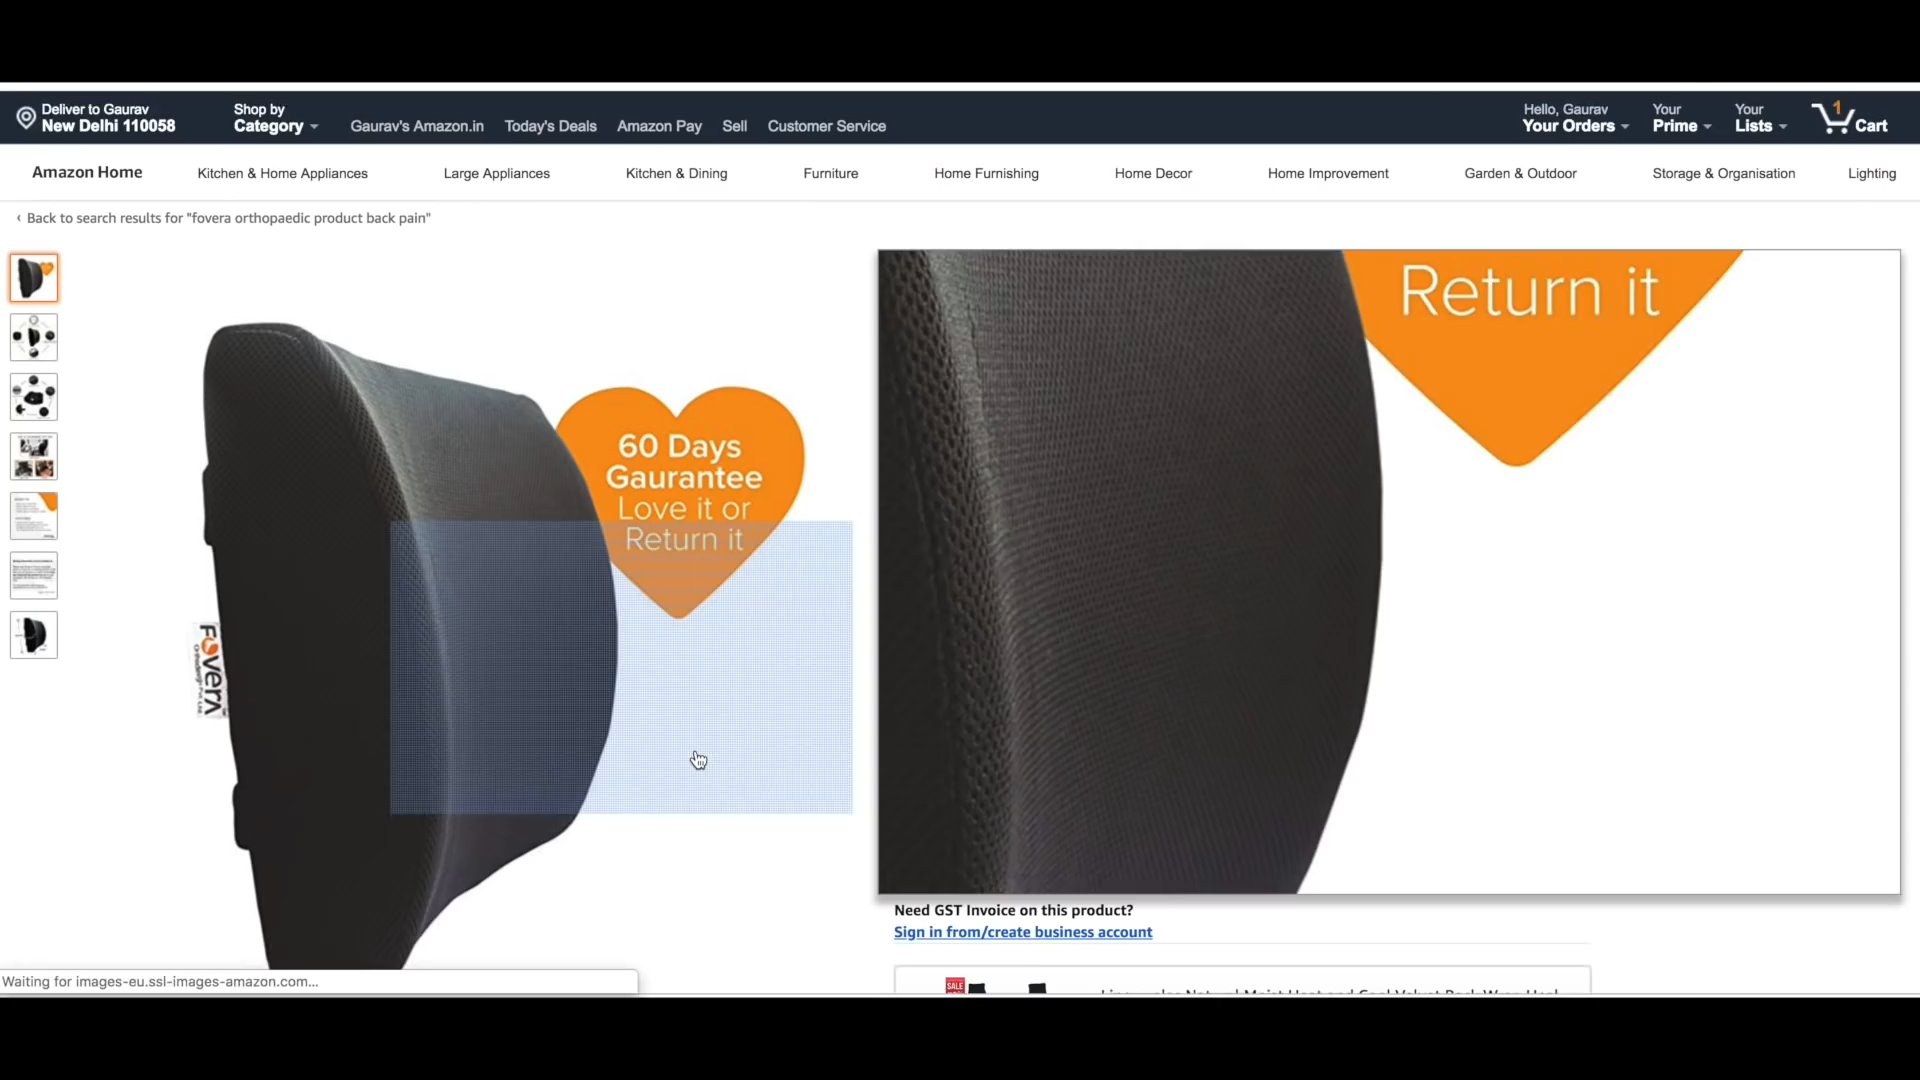 Deliver to Gaurav
New Delhi 110058
Shop by
Category
Gaurav's Amazon.in
Today's Deals
Amazon Pay
Sell
Customer Service
Hello, Gaurav
Your Orders
Your
Prime
Your
Lists
1
Cart
Amazon Home
Kitchen & Home Appliances
Large Appliances
Kitchen & Dining
Furniture
Home Furnishing
Home Decor
Home Improvement
Garden & Outdoor
Storage & Organisation
Lighting
‹ Back to search results for "fovera orthopaedic product back pain"
60 Days
Gaurantee
Love it or
Return it
FOVERA
Return it
Need GST Invoice on this product?
Sign in from/create business account
SALE
Waiting for images-eu.ssl-images-amazon.com...